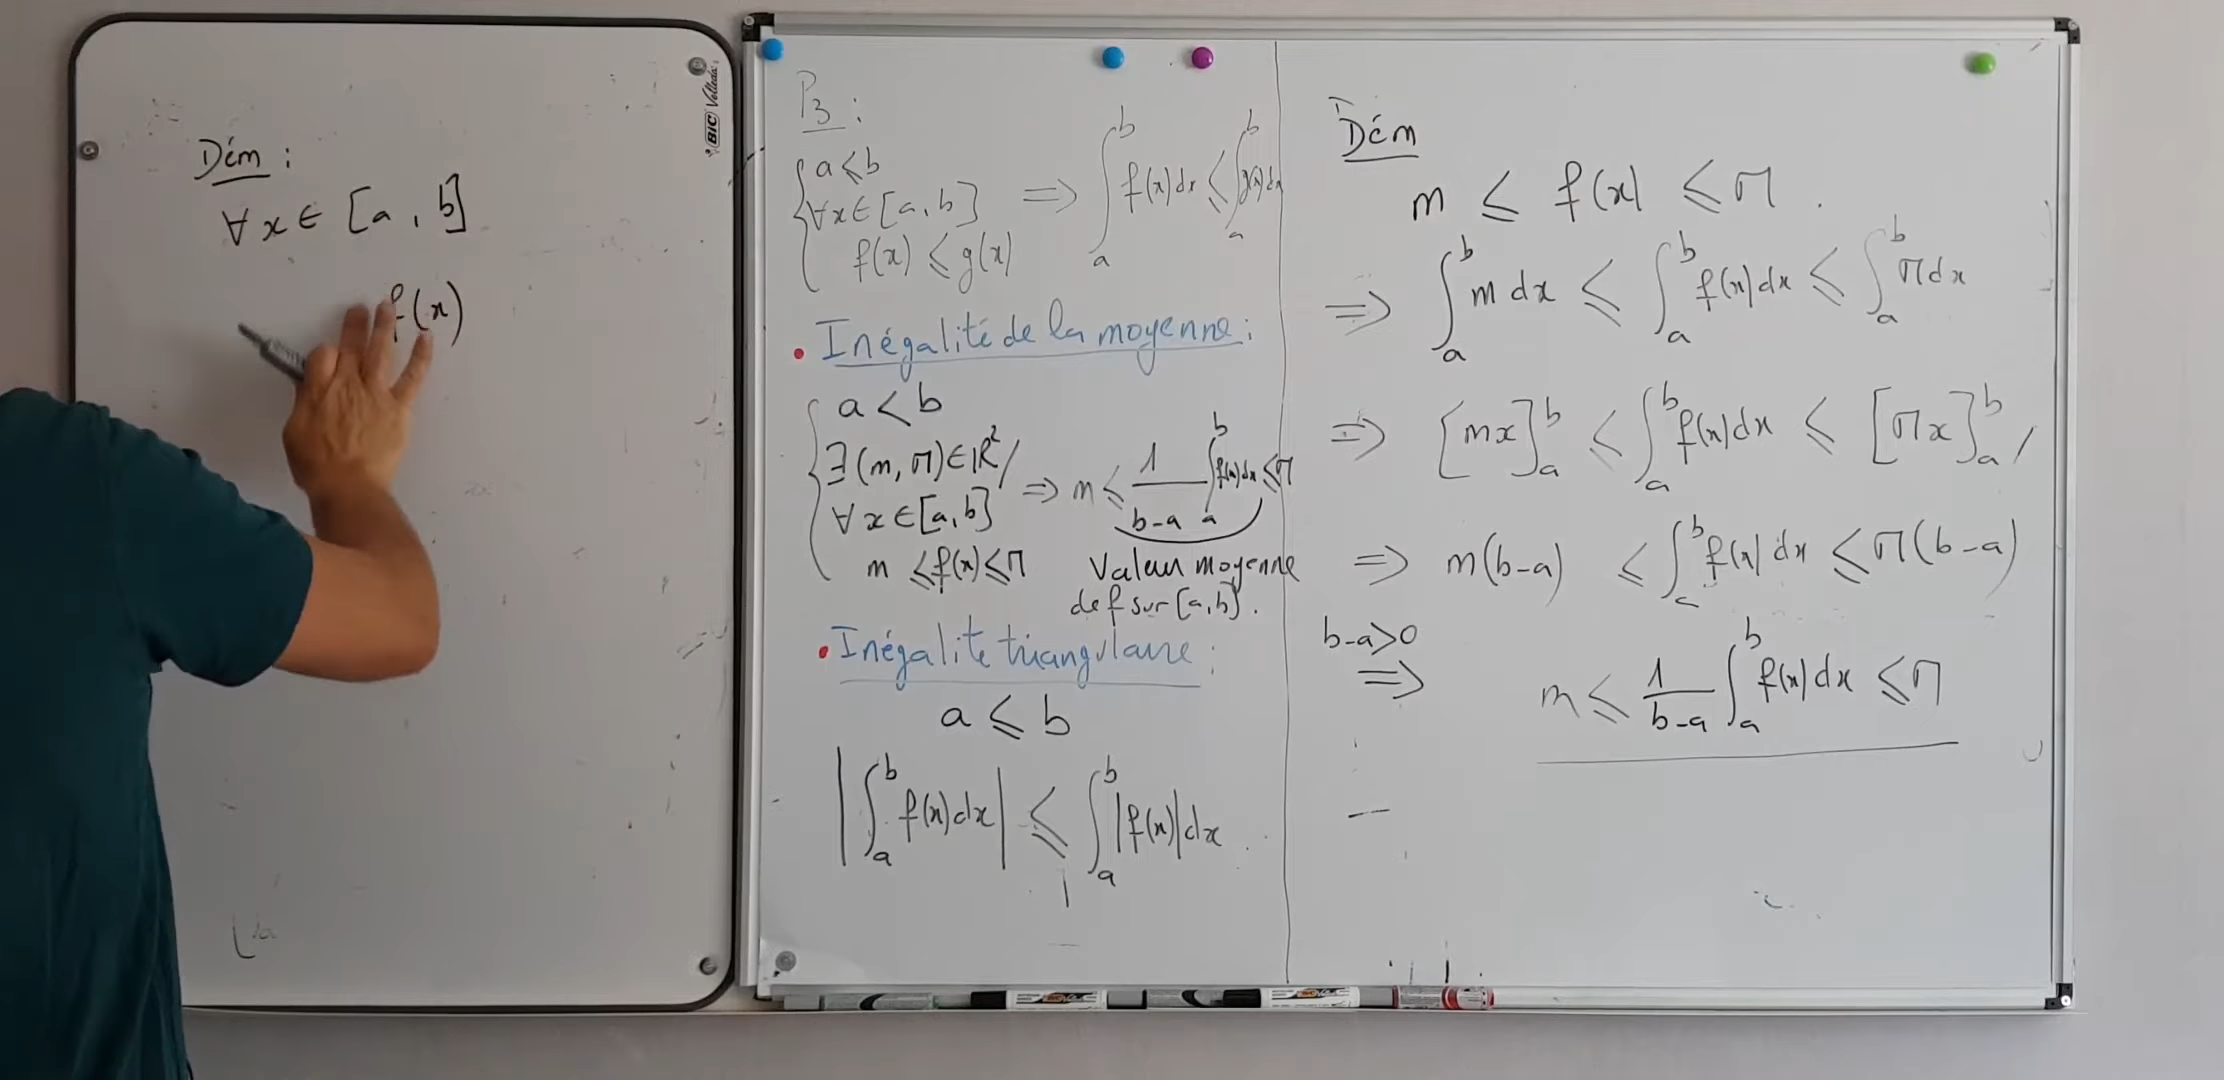 Dém :
∀ x ∈ [a , b]
f(x)
BIC Velleda
P3 :
{ a ⩽ b
∀x ∈ [a, b] ⟹ ∫_a^b f(x) dx ⩽ ∫_a^b g(x) dx
f(x) ⩽ g(x)
• Inégalité de la moyenne :
{ a < b
∃ (m, M) ∈ ℝ² /
∀ x ∈ [a, b] ⟹ m ⩽ 1/(b-a) ∫_a^b f(x) dx ⩽ M
m ⩽ f(x) ⩽ M Valeur moyenne
de f sur [a, b].
• Inégalité triangulaire :
a ⩽ b
|∫_a^b f(x) dx| ⩽ ∫_a^b |f(x)| dx
Dém
m ⩽ f(x) ⩽ M.
⟹ ∫_a^b m dx ⩽ ∫_a^b f(x) dx ⩽ ∫_a^b M dx
⟹ [mx]_a^b ⩽ ∫_a^b f(x) dx ⩽ [Mx]_a^b
⟹ m(b-a) ⩽ ∫_a^b f(x) dx ⩽ M(b-a)
b-a>0
⟹ m ⩽ 1/(b-a) ∫_a^b f(x) dx ⩽ M